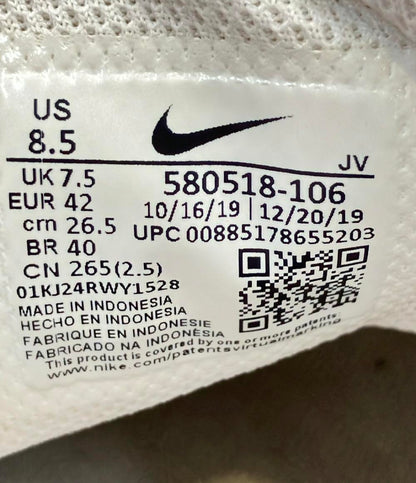 US
8.5
JV
UK 7.5
580518-106
EUR 42
10/16/19 | 12/20/19
cm 26.5
UPC 00885178655203
BR 40
CN 265(2.5)
01KJ24RWY1528
MADE IN INDONESIA
HECHO EN INDONESIA
FABRIQUE EN INDONESIE
FABRICADO NA INDONÉSIA
This product is covered by one or more patents
www.nike.com/patentsvirtualmarking